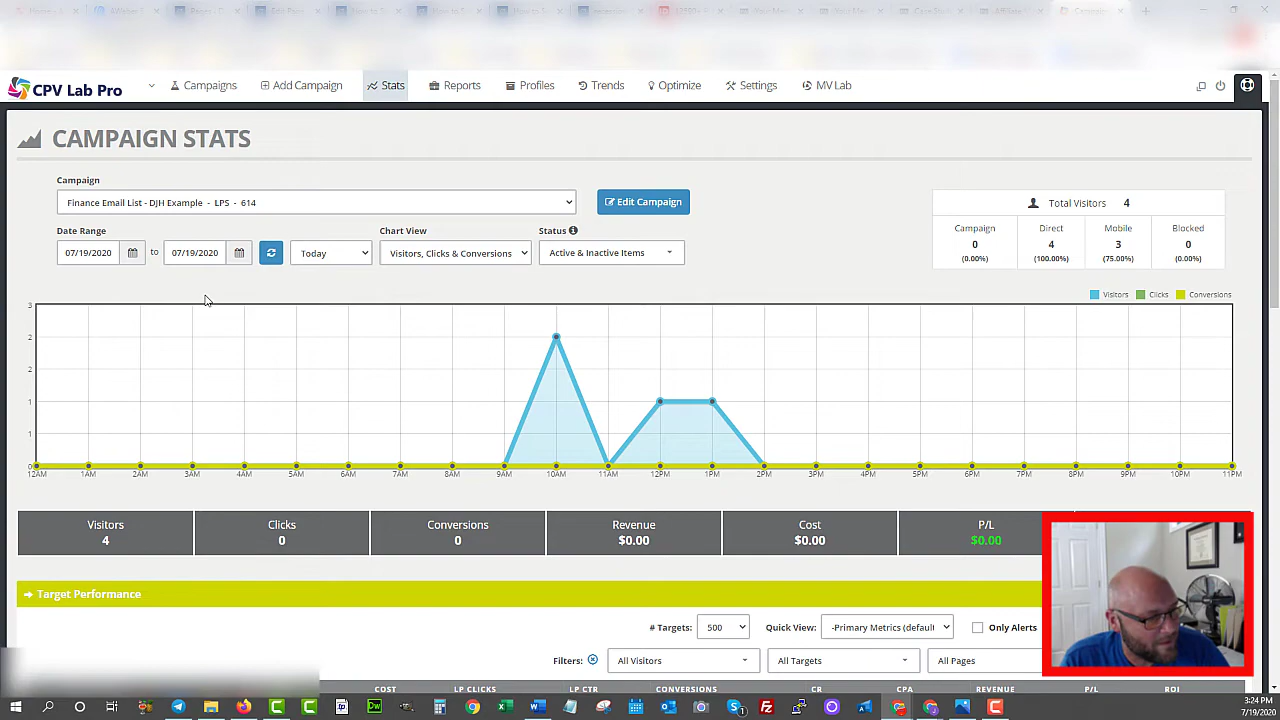 CPV Lab Pro
Campaigns
Add Campaign
Stats
Reports
Profiles
Trends
Optimize
Settings
MV Lab
CAMPAIGN STATS
Campaign
Finance Email List - DJH Example - LPS - 614
Edit Campaign
Total Visitors 4
Campaign Direct Mobile Blocked
0 4 3 0
(0.00%) (100.00%) (75.00%) (0.00%)
Date Range Chart View Status
07/19/2020 to 07/19/2020 Today Visitors, Clicks & Conversions Active & Inactive Items
Visitors Clicks Conversions
3
2
2
1
1
0
12AM 1AM 2AM 3AM 4AM 5AM 6AM 7AM 8AM 9AM 10AM 11AM 12PM 1PM 2PM 3PM 4PM 5PM 6PM 7PM 8PM 9PM 10PM 11PM
Visitors Clicks Conversions Revenue Cost P/L
4 0 0 $0.00 $0.00 $0.00
Target Performance
# Targets: 500 Quick View: -Primary Metrics (default Only Alerts
Filters: All Visitors All Targets All Pages
COST LP CLICKS LP CTR CONVERSIONS CR CPA REVENUE P/L ROI
3:24 PM
7/19/2020